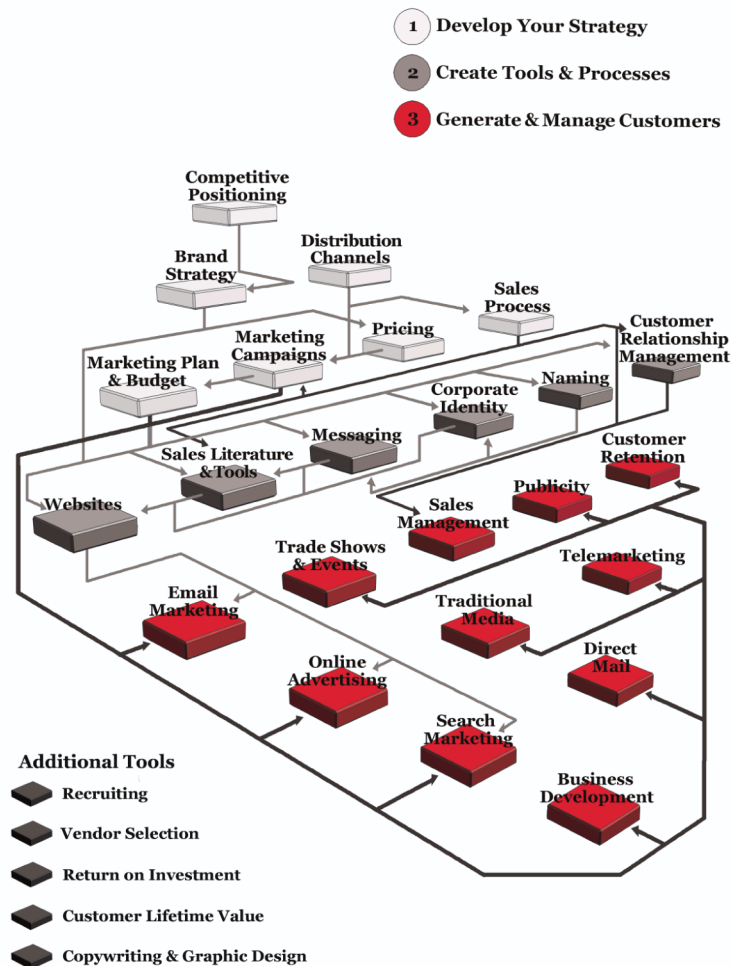 1 Develop Your Strategy
2 Create Tools & Processes
3 Generate & Manage Customers
Competitive
Positioning
Distribution
Channels
Brand
Strategy
Sales
Process
Customer
Relationship
Management
Pricing
Marketing
Campaigns
Marketing Plan
& Budget
Naming
Corporate
Identity
Messaging
Sales Literature
& Tools
Websites
Customer
Retention
Publicity
Sales
Management
Trade Shows
& Events
Telemarketing
Email
Marketing
Traditional
Media
Direct
Mail
Online
Advertising
Search
Marketing
Business
Development
Additional Tools
Recruiting
Vendor Selection
Return on Investment
Customer Lifetime Value
Copywriting & Graphic Design